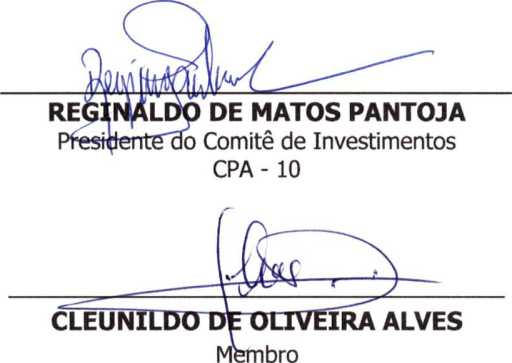 REGINALDO DE MATOS PANTOJA
Presidente do Comitê de Investimentos
CPA - 10
CLEUNILDO DE OLIVEIRA ALVES
Membro